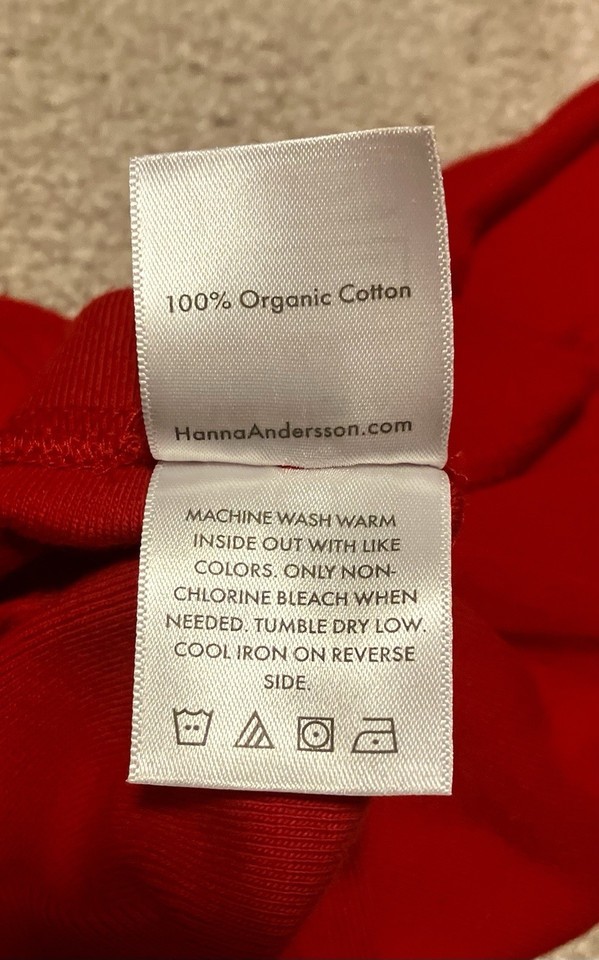 100% Organic Cotton
HannaAndersson.com
MACHINE WASH WARM
INSIDE OUT WITH LIKE
COLORS. ONLY NON-
CHLORINE BLEACH WHEN
NEEDED. TUMBLE DRY LOW.
COOL IRON ON REVERSE
SIDE.